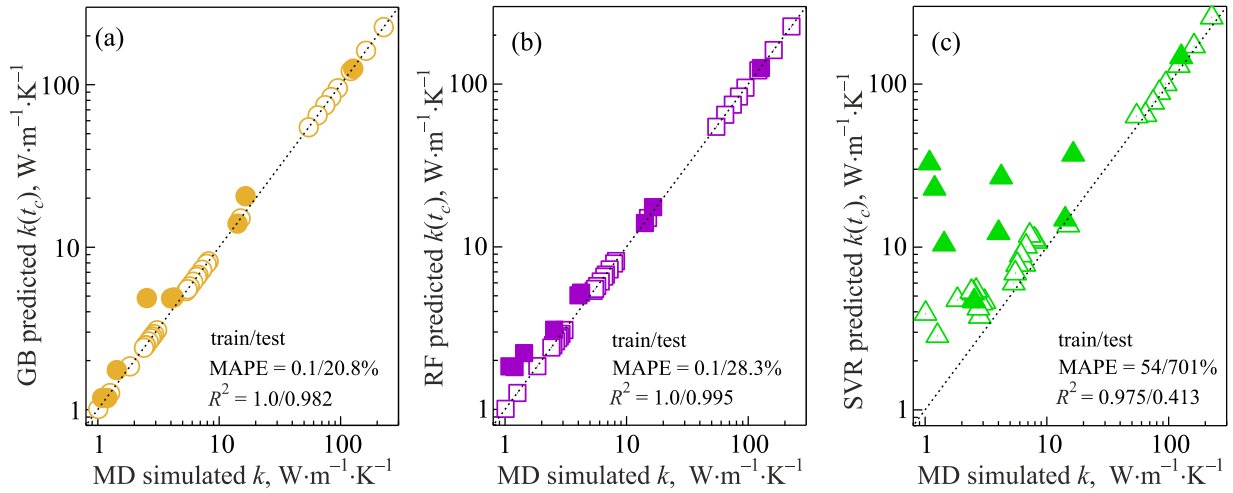 (a)
GB predicted k(t_c), W·m⁻¹·K⁻¹
100
10
1
train/test
MAPE = 0.1/20.8%
R² = 1.0/0.982
1 10 100
MD simulated k, W·m⁻¹·K⁻¹
(b)
RF predicted k(t_c), W·m⁻¹·K⁻¹
100
10
1
train/test
MAPE = 0.1/28.3%
R² = 1.0/0.995
1 10 100
MD simulated k, W·m⁻¹·K⁻¹
(c)
SVR predicted k(t_c), W·m⁻¹·K⁻¹
100
10
1
train/test
MAPE = 54/701%
R² = 0.975/0.413
1 10 100
MD simulated k, W·m⁻¹·K⁻¹